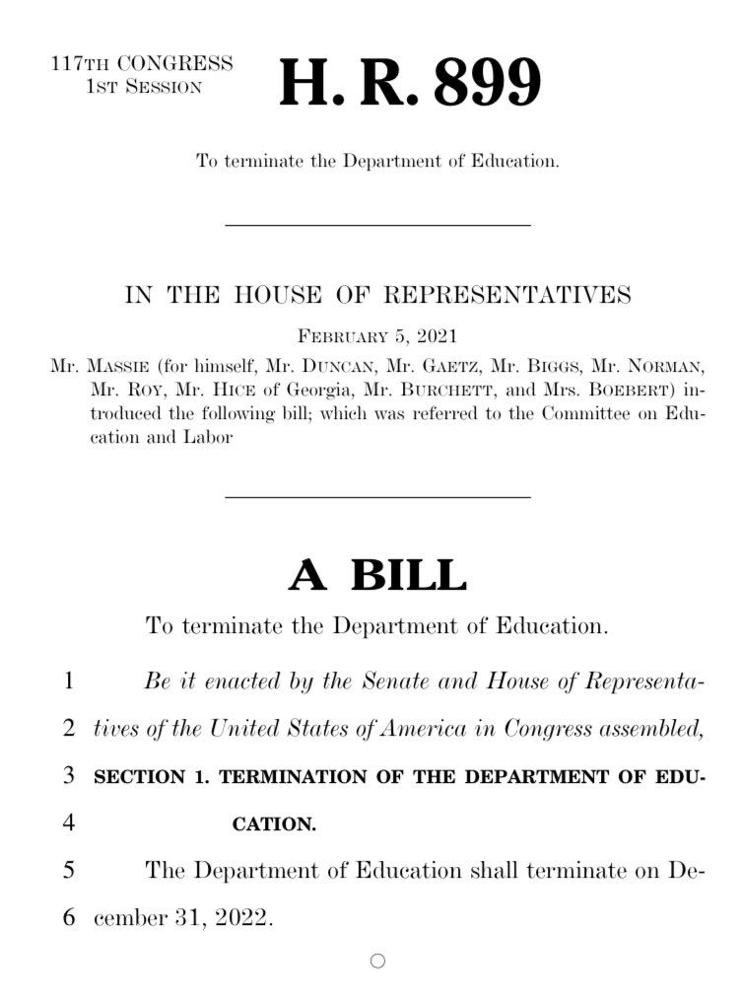 117TH CONGRESS
1ST SESSION
H. R. 899
To terminate the Department of Education.
IN THE HOUSE OF REPRESENTATIVES
FEBRUARY 5, 2021
Mr. MASSIE (for himself, Mr. DUNCAN, Mr. GAETZ, Mr. BIGGS, Mr. NORMAN,
Mr. ROY, Mr. HICE of Georgia, Mr. BURCHETT, and Mrs. BOEBERT) in-
troduced the following bill; which was referred to the Committee on Edu-
cation and Labor
A BILL
To terminate the Department of Education.
1 Be it enacted by the Senate and House of Representa-
2 tives of the United States of America in Congress assembled,
3 SECTION 1. TERMINATION OF THE DEPARTMENT OF EDU-
4 CATION.
5 The Department of Education shall terminate on De-
6 cember 31, 2022.